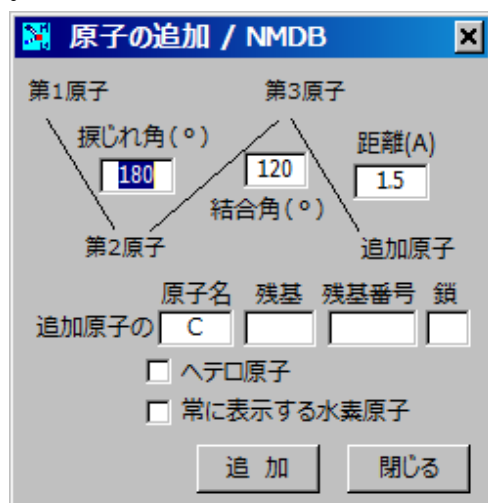 原子の追加 / NMDB
第1原子 第3原子
捩じれ角(°) 距離(A)
180 120 1.5
結合角(°)
第2原子 追加原子
原子名 残基 残基番号 鎖
追加原子の C
ヘテロ原子
常に表示する水素原子
追 加 閉じる